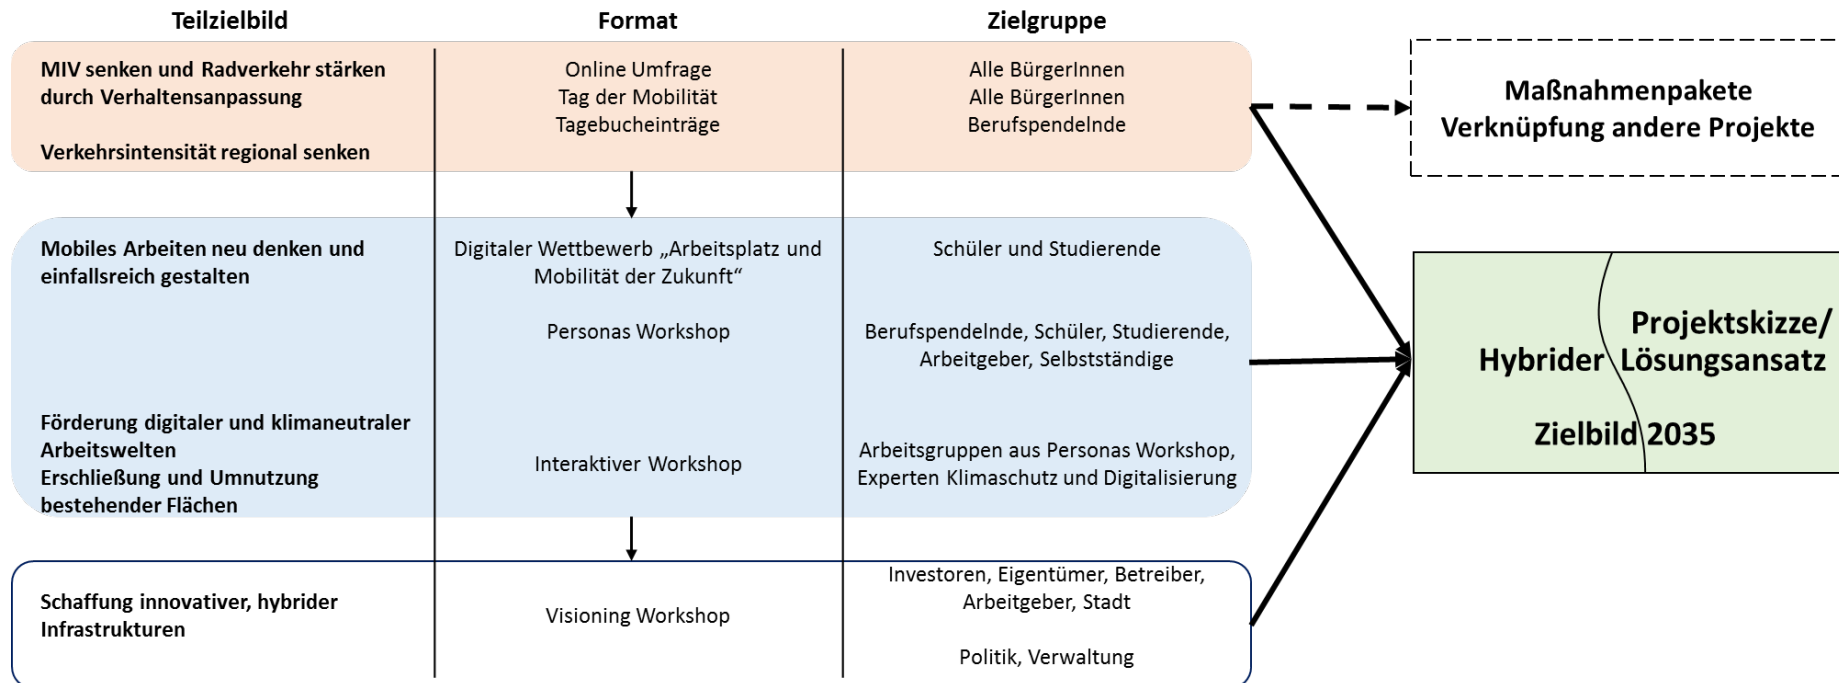 Teilzielbild
Format
Zielgruppe
MIV senken und Radverkehr stärken
durch Verhaltensanpassung
Verkehrsintensität regional senken
Online Umfrage
Tag der Mobilität
Tagebucheinträge
Alle BürgerInnen
Alle BürgerInnen
Berufspendelnde
Maßnahmenpakete
Verknüpfung andere Projekte
Mobiles Arbeiten neu denken und
einfallsreich gestalten
Förderung digitaler und klimaneutraler
Arbeitswelten
Erschließung und Umnutzung
bestehender Flächen
Digitaler Wettbewerb „Arbeitsplatz und
Mobilität der Zukunft“
Personas Workshop
Interaktiver Workshop
Schüler und Studierende
Berufspendelnde, Schüler, Studierende,
Arbeitgeber, Selbstständige
Arbeitsgruppen aus Personas Workshop,
Experten Klimaschutz und Digitalisierung
Projektskizze/
Hybrider Lösungsansatz
Zielbild 2035
Schaffung innovativer, hybrider
Infrastrukturen
Visioning Workshop
Investoren, Eigentümer, Betreiber,
Arbeitgeber, Stadt
Politik, Verwaltung